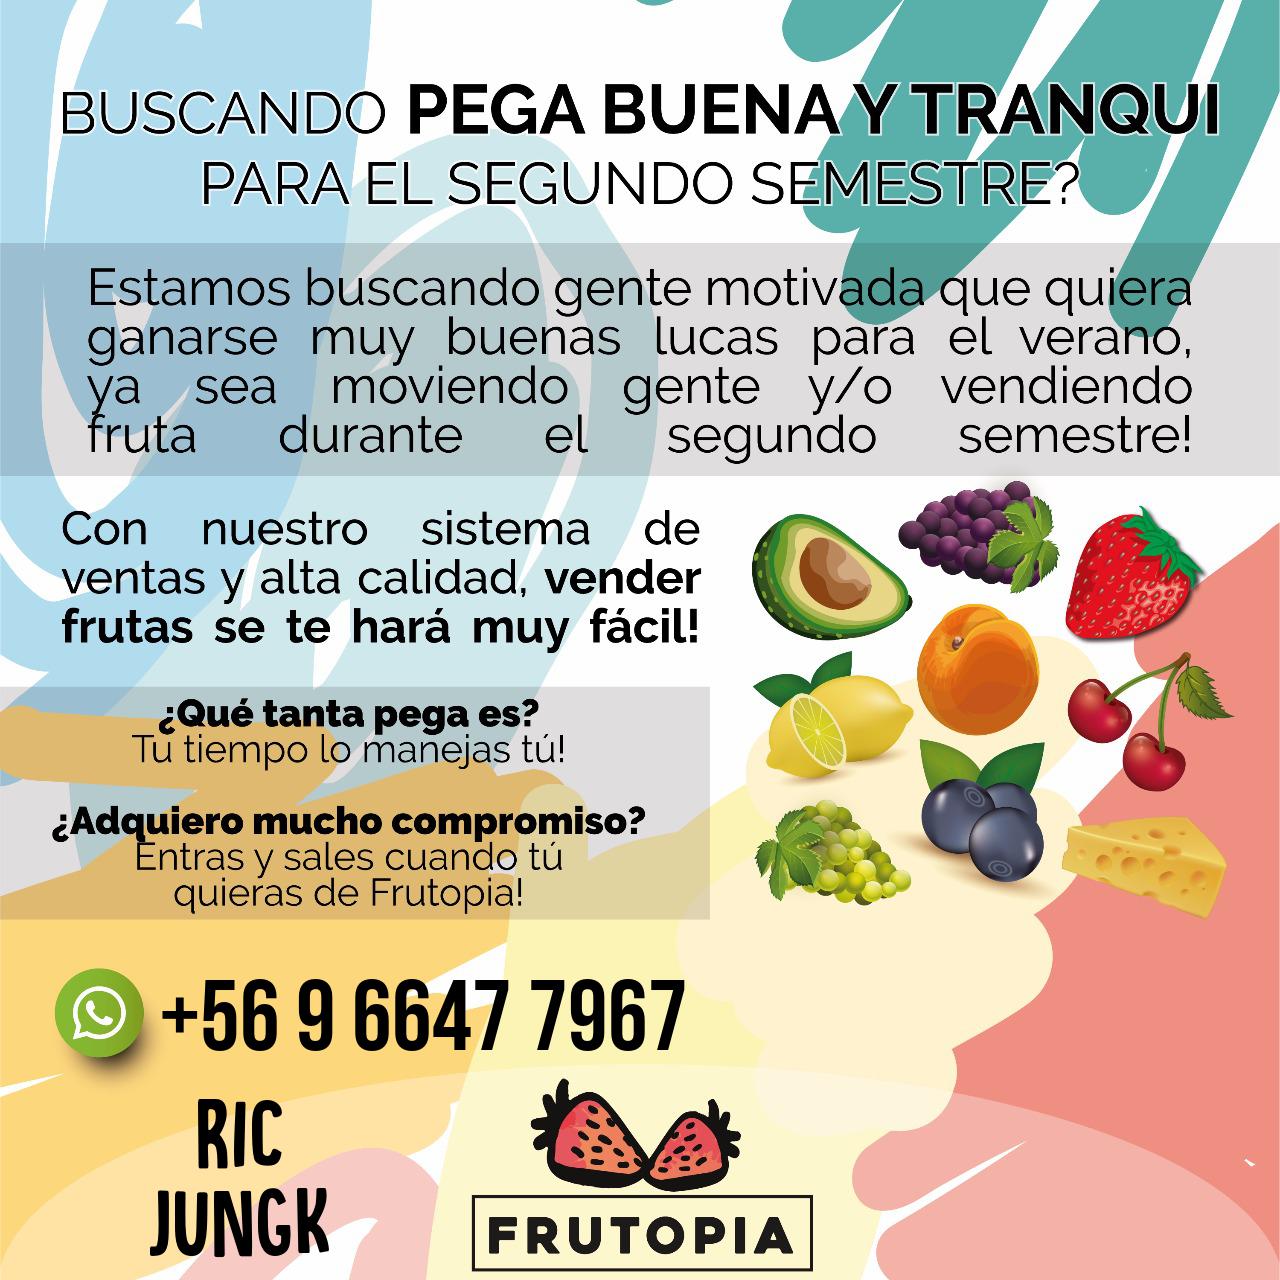 BUSCANDO PEGA BUENA Y TRANQUI
PARA EL SEGUNDO SEMESTRE?
Estamos buscando gente motivada que quiera
ganarse muy buenas lucas para el verano,
ya sea moviendo gente y/o vendiendo
fruta durante el segundo semestre!
Con nuestro sistema de
ventas y alta calidad, vender
frutas se te hará muy fácil!
¿Qué tanta pega es?
Tu tiempo lo manejas tú!
¿Adquiero mucho compromiso?
Entras y sales cuando tú
quieras de Frutopia!
+56 9 6647 7967
RIC
JUNGK
FRUTOPIA